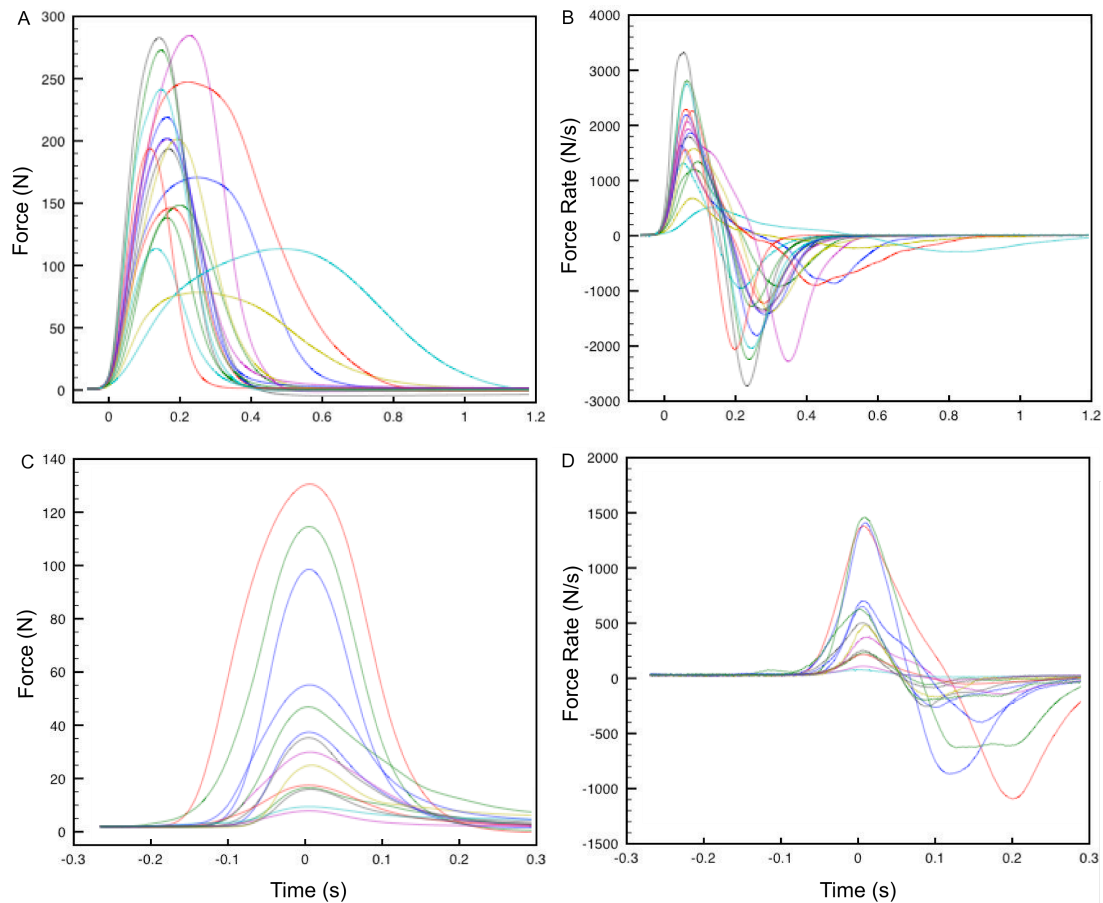 A
B
300
250
200
150
100
50
0
Force (N)
0 0.2 0.4 0.6 0.8 1 1.2
4000
3000
2000
1000
0
-1000
-2000
-3000
Force Rate (N/s)
0 0.2 0.4 0.6 0.8 1 1.2
C
D
140
120
100
80
60
40
20
0
Force (N)
-0.3 -0.2 -0.1 0 0.1 0.2 0.3
Time (s)
2000
1500
1000
500
0
-500
-1000
-1500
Force Rate (N/s)
-0.3 -0.2 -0.1 0 0.1 0.2 0.3
Time (s)